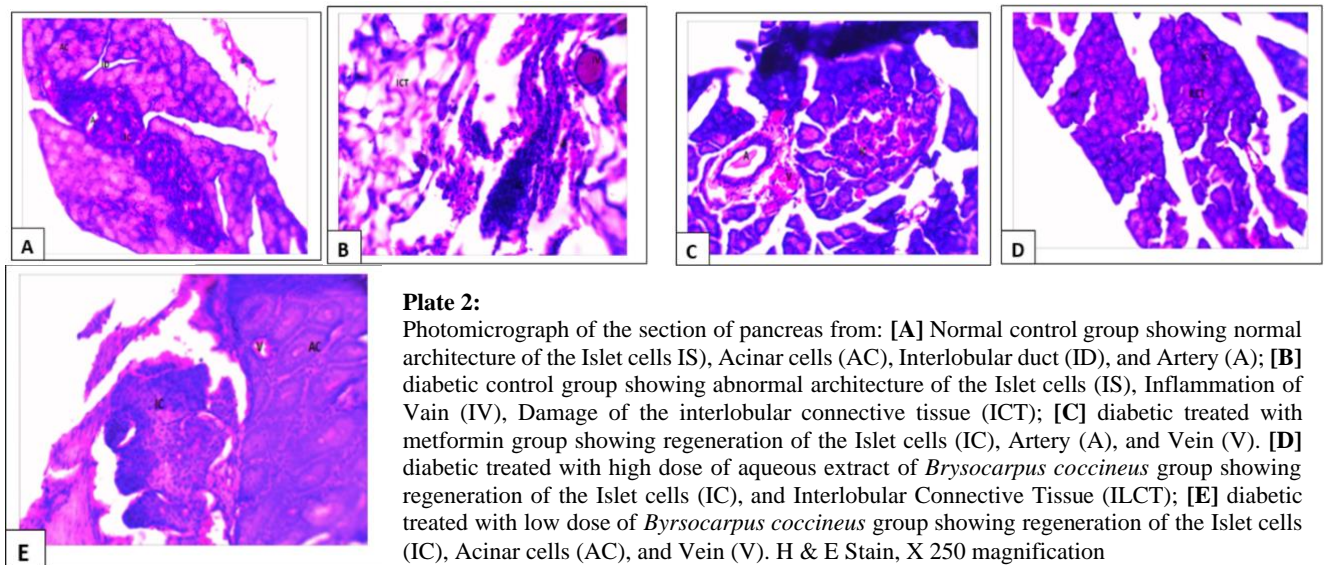 AC
ID
A
A
ICT
IV
B
A
V
IC
C
D
V
AC
IC
E
Plate 2:
Photomicrograph of the section of pancreas from: [A] Normal control group showing normal
architecture of the Islet cells IS), Acinar cells (AC), Interlobular duct (ID), and Artery (A); [B]
diabetic control group showing abnormal architecture of the Islet cells (IS), Inflammation of
Vain (IV), Damage of the interlobular connective tissue (ICT); [C] diabetic treated with
metformin group showing regeneration of the Islet cells (IC), Artery (A), and Vein (V). [D]
diabetic treated with high dose of aqueous extract of Brysocarpus coccineus group showing
regeneration of the Islet cells (IC), and Interlobular Connective Tissue (ILCT); [E] diabetic
treated with low dose of Byrsocarpus coccineus group showing regeneration of the Islet cells
(IC), Acinar cells (AC), and Vein (V). H & E Stain, X 250 magnification